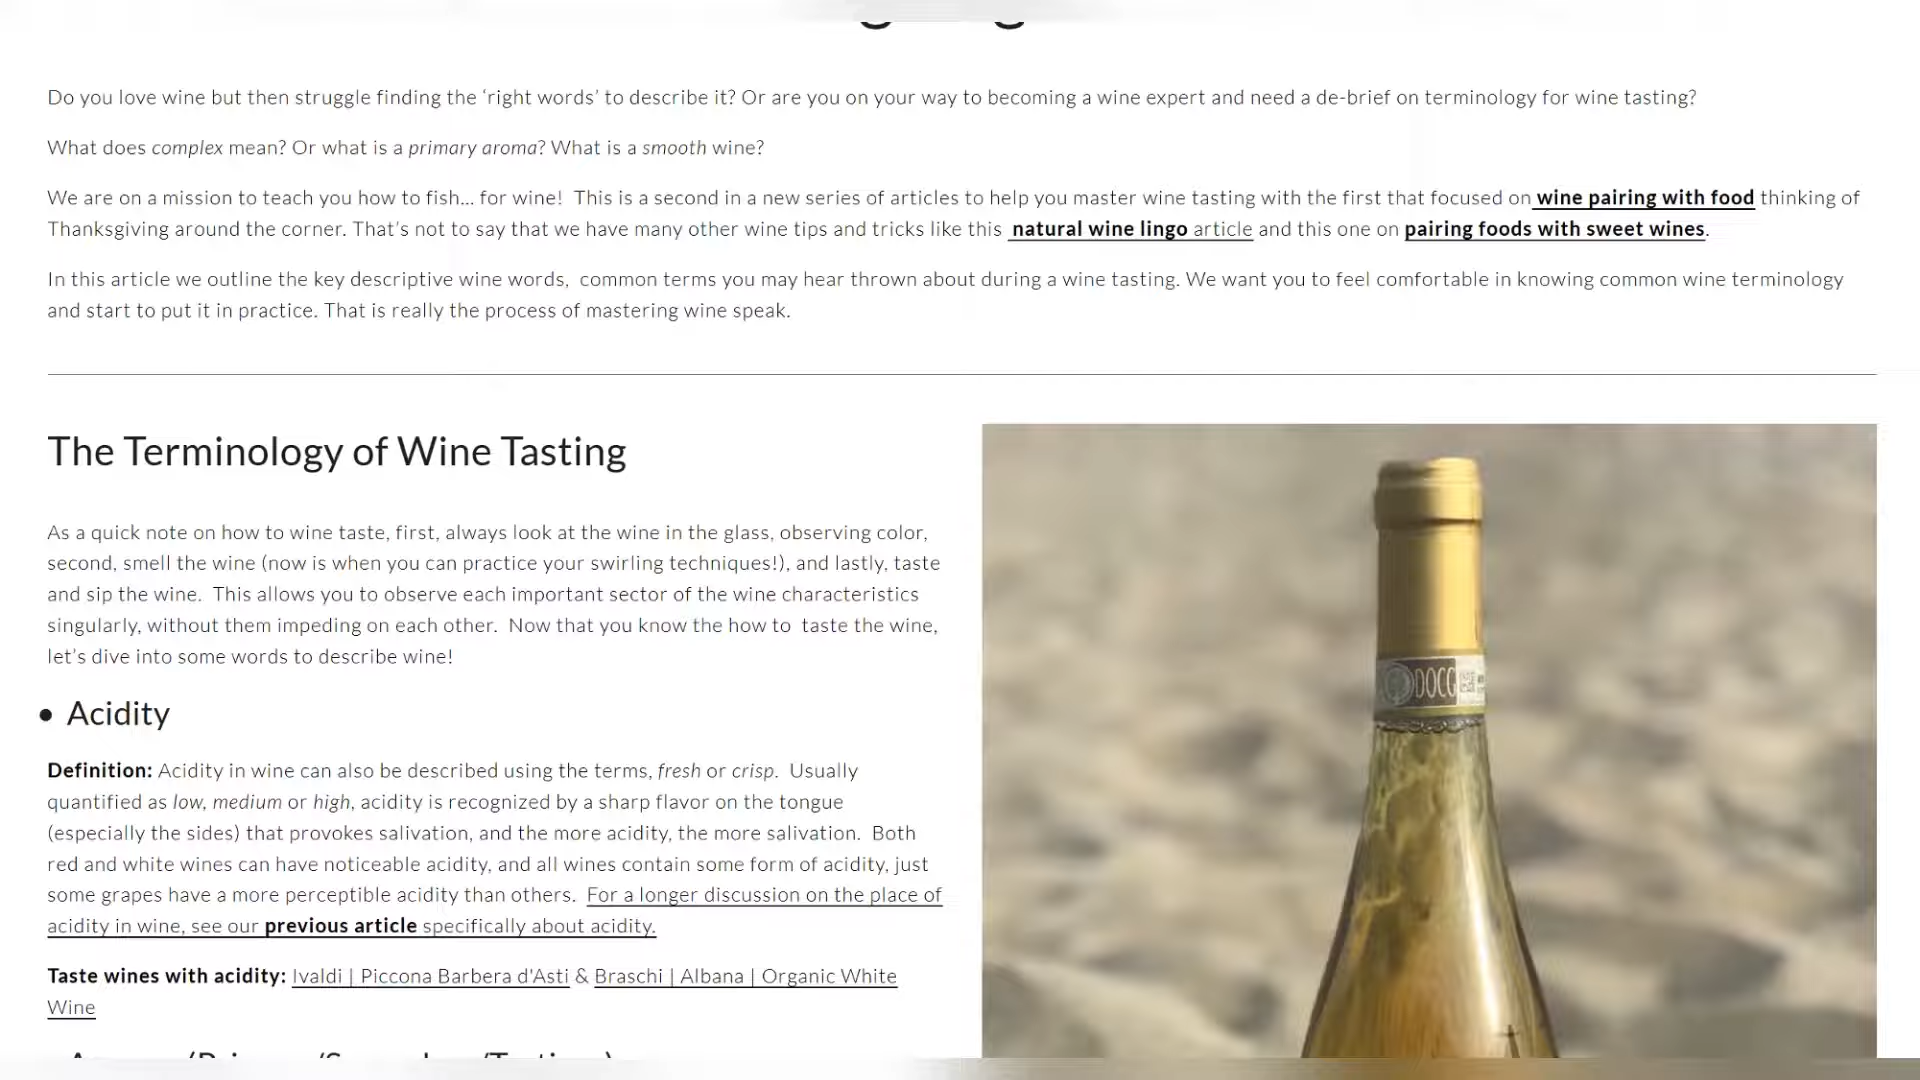 Do you love wine but then struggle finding the ‘right words’ to describe it? Or are you on your way to becoming a wine expert and need a de-brief on terminology for wine tasting?
What does complex mean? Or what is a primary aroma? What is a smooth wine?
We are on a mission to teach you how to fish… for wine!  This is a second in a new series of articles to help you master wine tasting with the first that focused on wine pairing with food thinking of
Thanksgiving around the corner. That’s not to say that we have many other wine tips and tricks like this  natural wine lingo article and this one on pairing foods with sweet wines.
In this article we outline the key descriptive wine words,  common terms you may hear thrown about during a wine tasting. We want you to feel comfortable in knowing common wine terminology
and start to put it in practice. That is really the process of mastering wine speak.
The Terminology of Wine Tasting
As a quick note on how to wine taste, first, always look at the wine in the glass, observing color,
second, smell the wine (now is when you can practice your swirling techniques!), and lastly, taste
and sip the wine.  This allows you to observe each important sector of the wine characteristics
singularly, without them impeding on each other.  Now that you know the how to  taste the wine,
let’s dive into some words to describe wine!
• Acidity
Definition: Acidity in wine can also be described using the terms, fresh or crisp.  Usually
quantified as low, medium or high, acidity is recognized by a sharp flavor on the tongue
(especially the sides) that provokes salivation, and the more acidity, the more salivation.  Both
red and white wines can have noticeable acidity, and all wines contain some form of acidity, just
some grapes have a more perceptible acidity than others.  For a longer discussion on the place of
acidity in wine, see our previous article specifically about acidity.
Taste wines with acidity: Ivaldi | Piccona Barbera d'Asti & Braschi | Albana | Organic White
Wine
DOCG